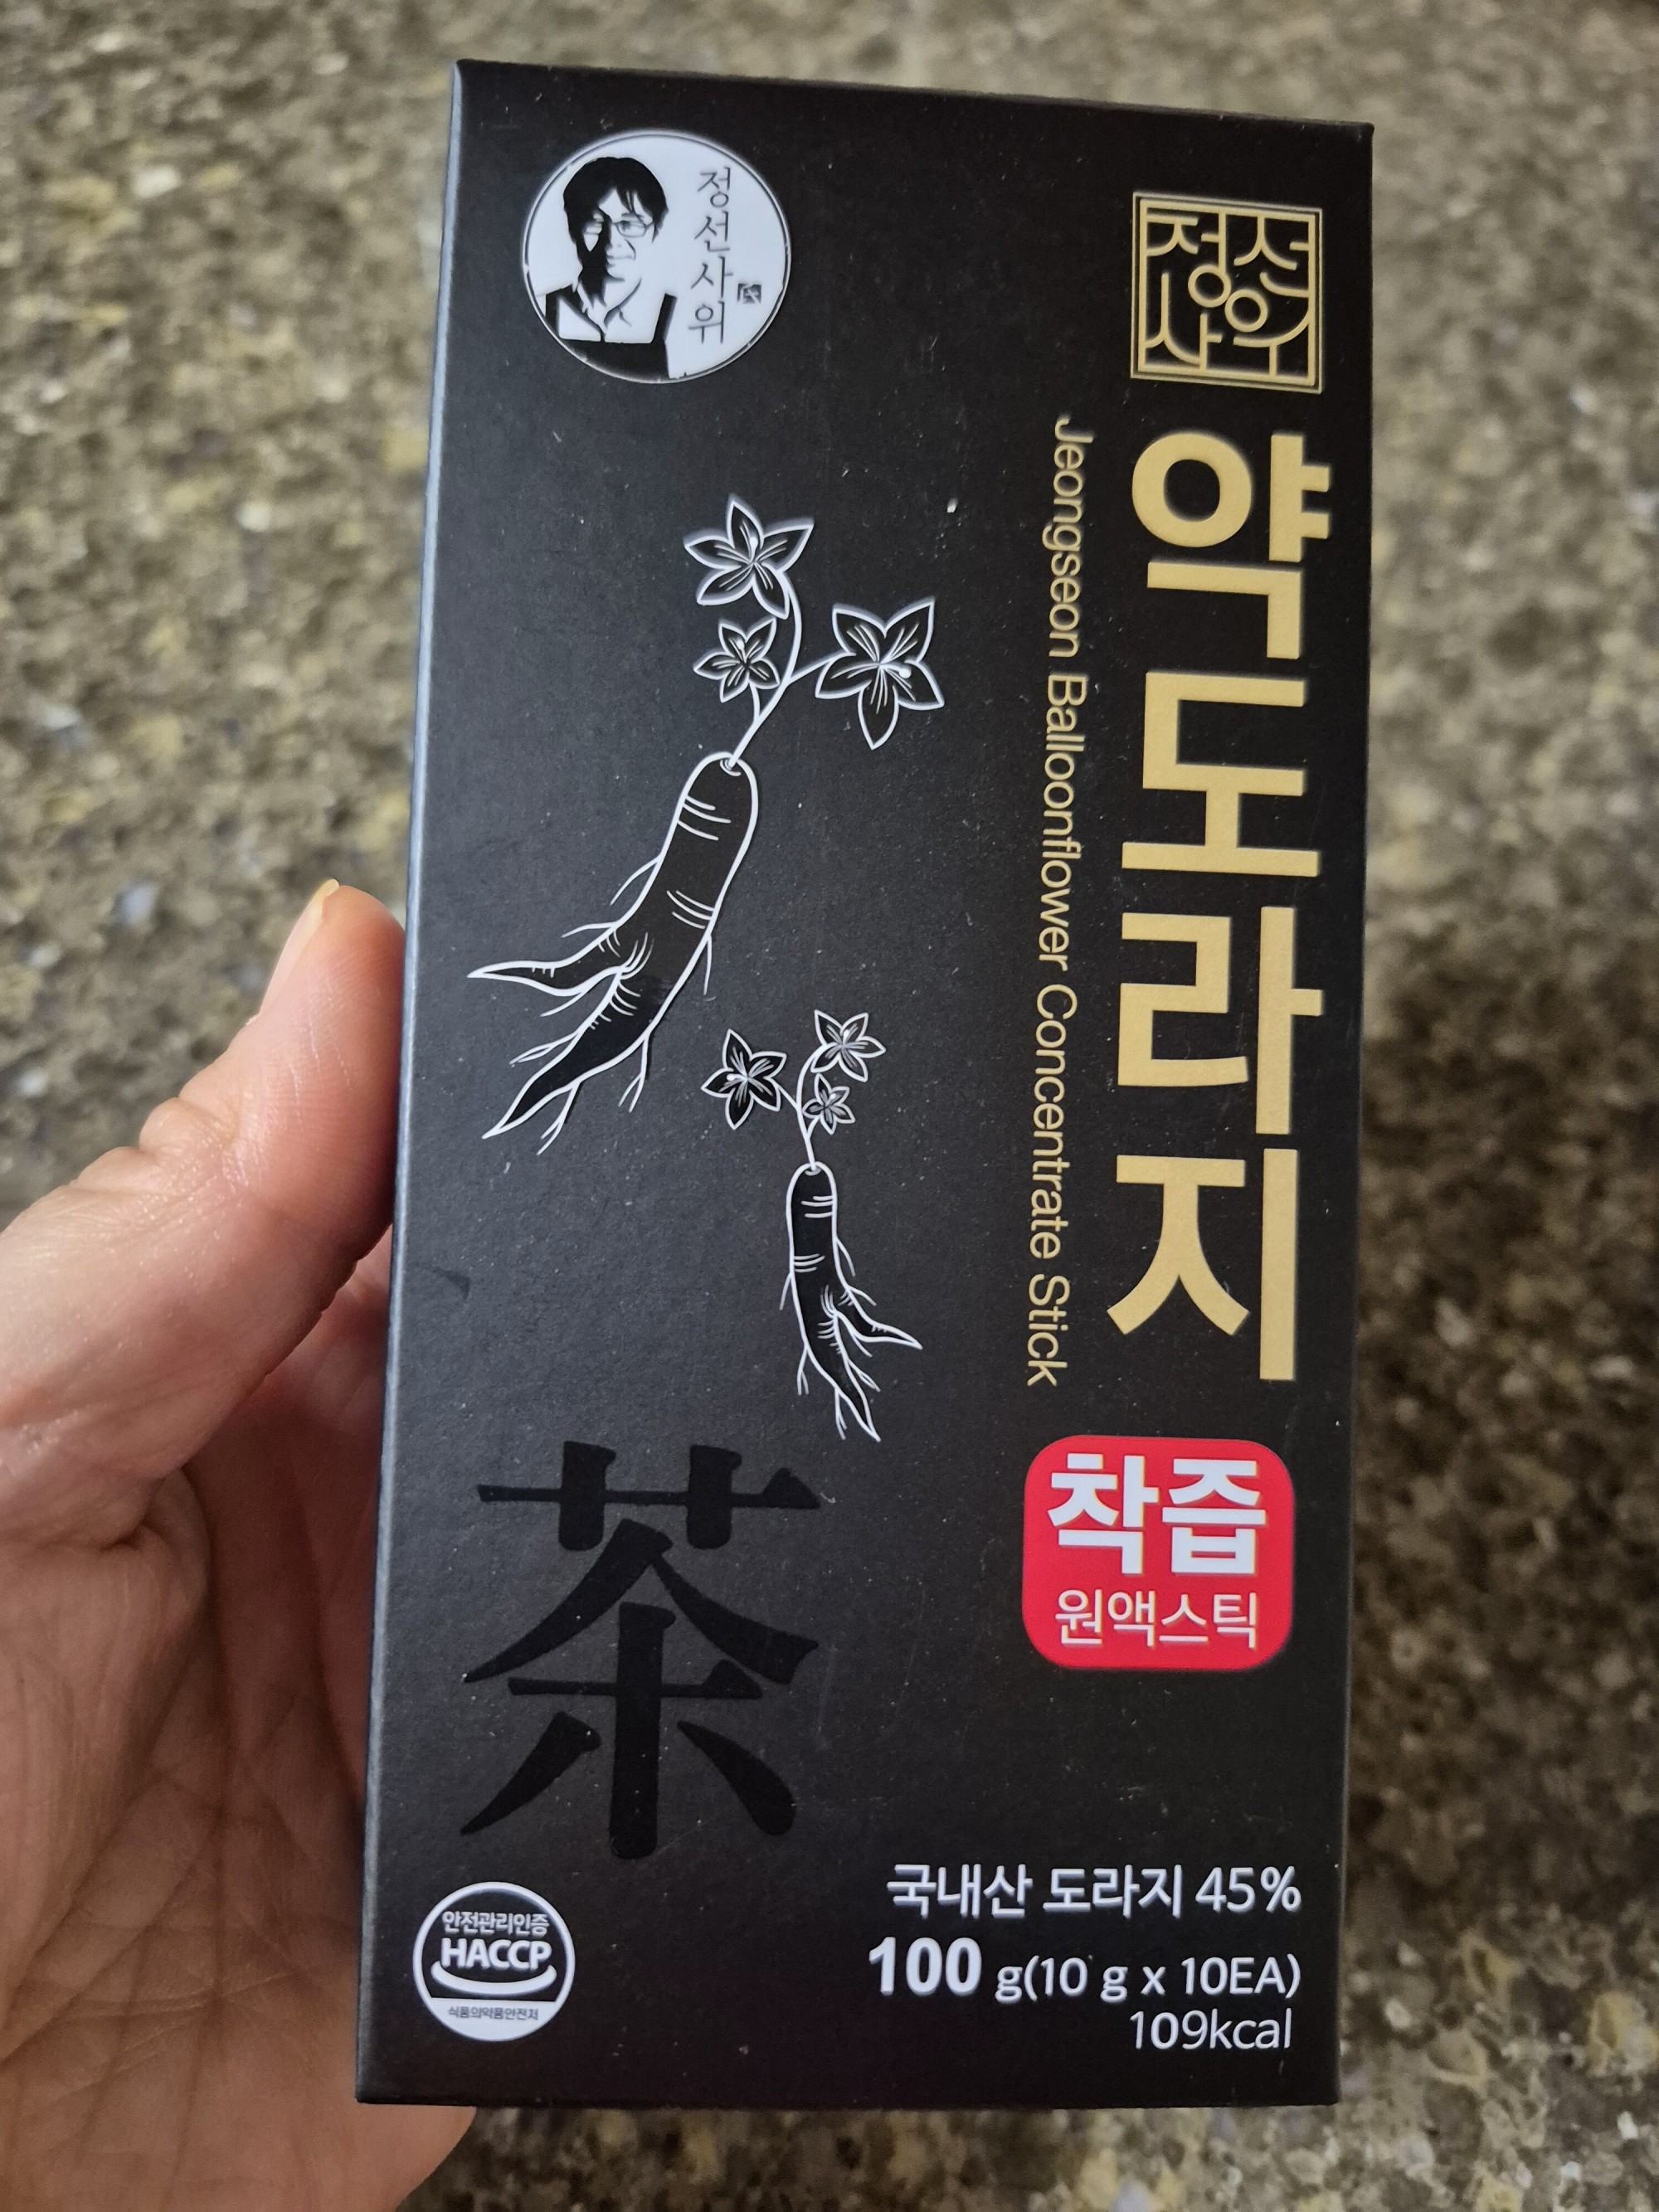 정선사위
정선사위
약도라지
Jeongseon Balloonflower Concentrate Stick
착즙
원액스틱
茶
국내산 도라지 45%
100 g(10 g x 10EA)
109kcal
안전관리인증
HACCP
식품의약품안전처